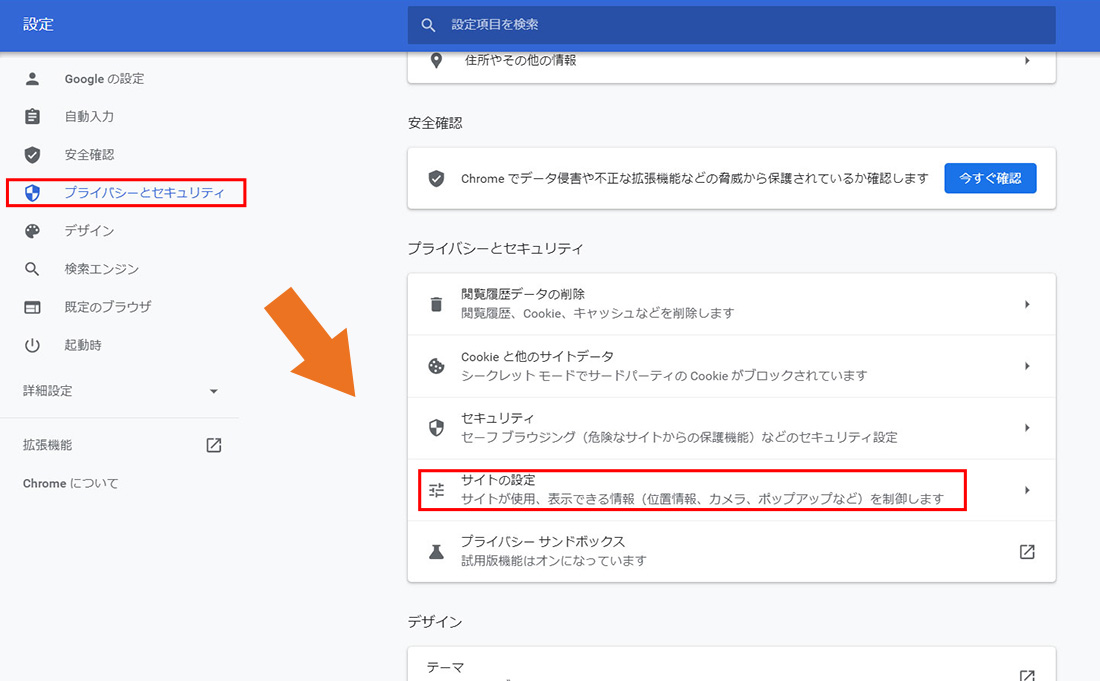 設定
設定項目を検索
Google の設定
自動入力
安全確認
プライバシーとセキュリティ
デザイン
検索エンジン
既定のブラウザ
起動時
詳細設定
拡張機能
Chrome について
住所やその他の情報
安全確認
Chrome でデータ侵害や不正な拡張機能などの脅威から保護されているか確認します
今すぐ確認
プライバシーとセキュリティ
閲覧履歴データの削除
閲覧履歴、Cookie、キャッシュなどを削除します
Cookie と他のサイトデータ
シークレット モードでサードパーティの Cookie がブロックされています
セキュリティ
セーフ ブラウジング（危険なサイトからの保護機能）などのセキュリティ設定
サイトの設定
サイトが使用、表示できる情報（位置情報、カメラ、ポップアップなど）を制御します
プライバシー サンドボックス
試用版機能はオンになっています
デザイン
テーマ